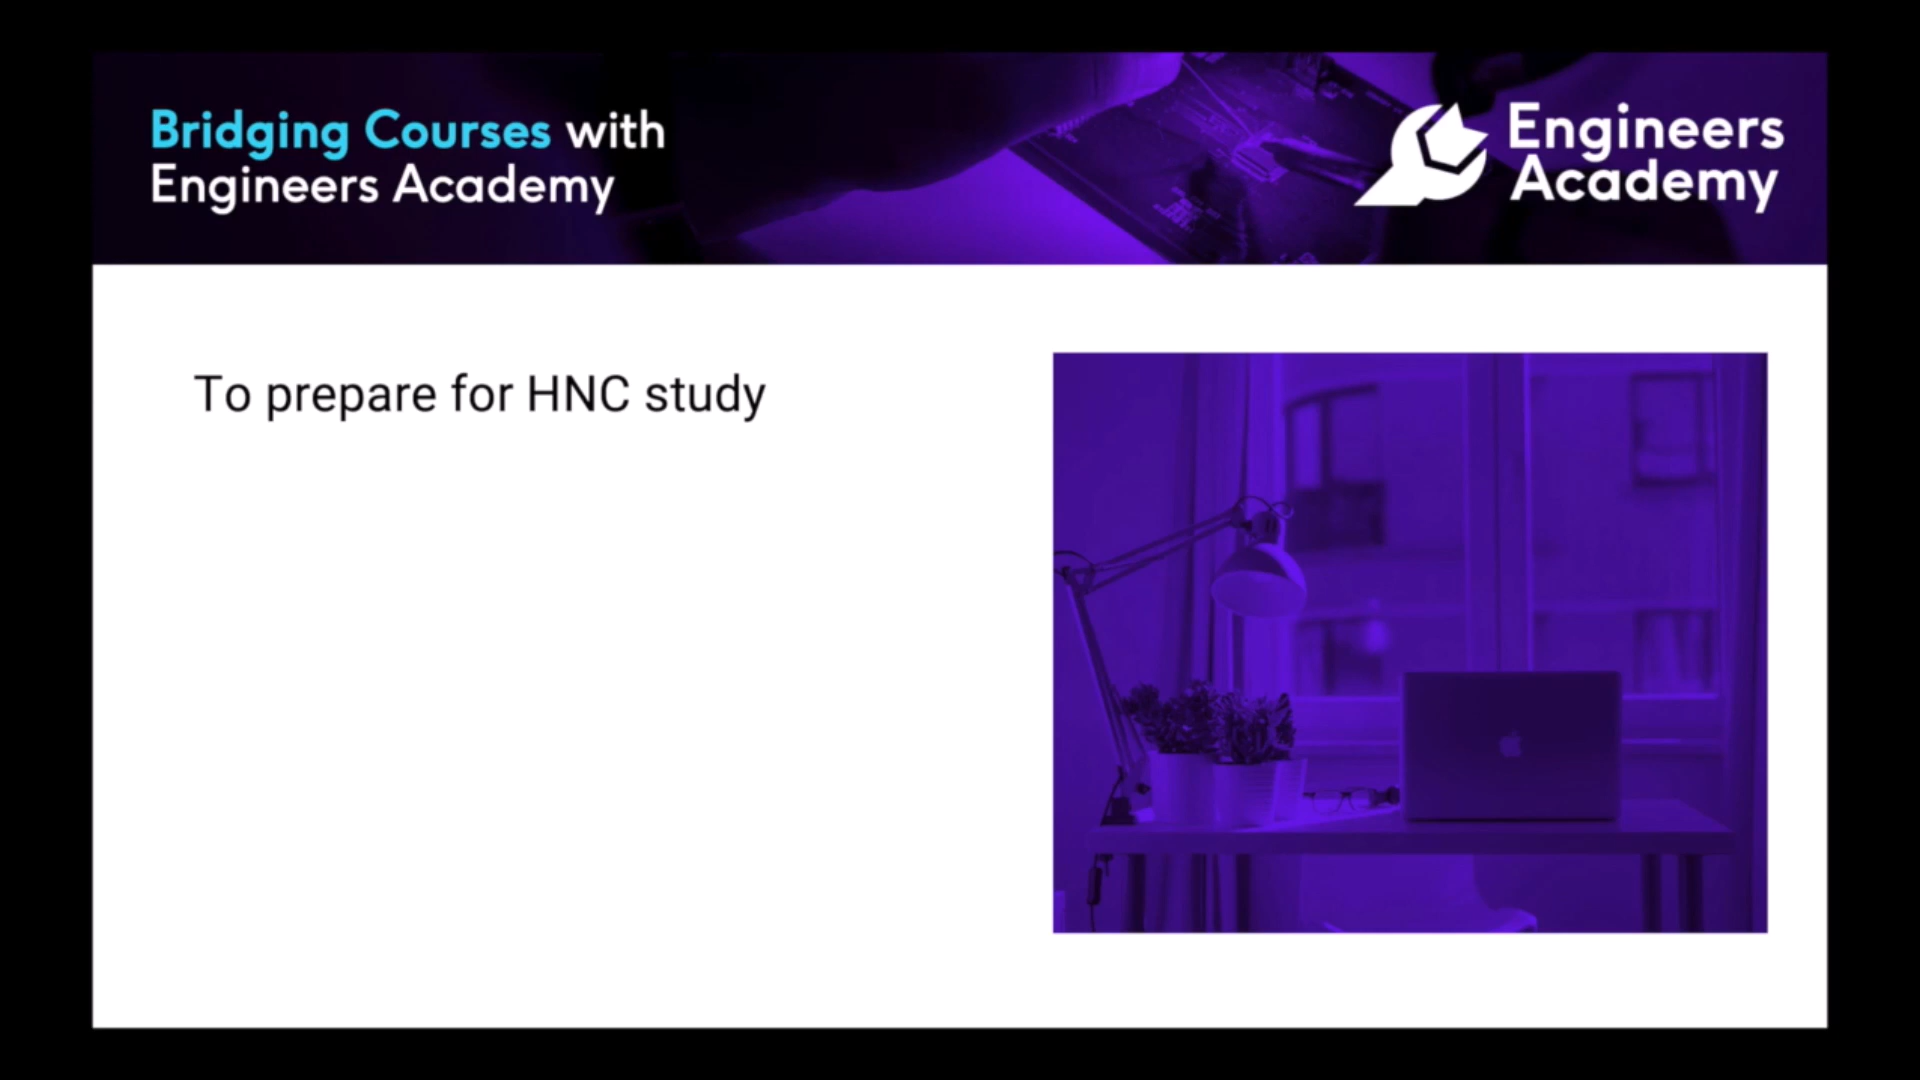 Bridging Courses with
Engineers Academy
Engineers
Academy
To prepare for HNC study